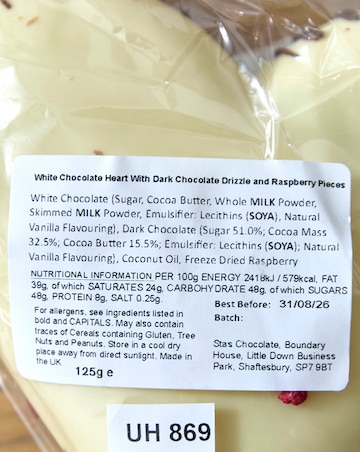 White Chocolate Heart With Dark Chocolate Drizzle and Raspberry Pieces
White Chocolate (Sugar, Cocoa Butter, Whole MILK Powder,
Skimmed MILK Powder, Emulsifier: Lecithins (SOYA), Natural
Vanilla Flavouring), Dark Chocolate (Sugar 51.0%; Cocoa Mass
32.5%; Cocoa Butter 15.5%; Emulsifier: Lecithins (SOYA); Natural
Vanilla Flavouring), Coconut Oil, Freeze Dried Raspberry
NUTRITIONAL INFORMATION PER 100g ENERGY 2418kJ / 579kcal, FAT
39g, of which SATURATES 24g, CARBOHYDRATE 48g, of which SUGARS
48g, PROTEIN 8g, SALT 0.25g.
For allergens, see ingredients listed in
bold and CAPITALS. May also contain
traces of Cereals containing Gluten, Tree
Nuts and Peanuts. Store in a cool dry
place away from direct sunlight. Made in
the UK
125g e
Best Before: 31/08/26
Batch:
Stas Chocolate, Boundary
House, Little Down Business
Park, Shaftesbury, SP7 9BT
UH 869